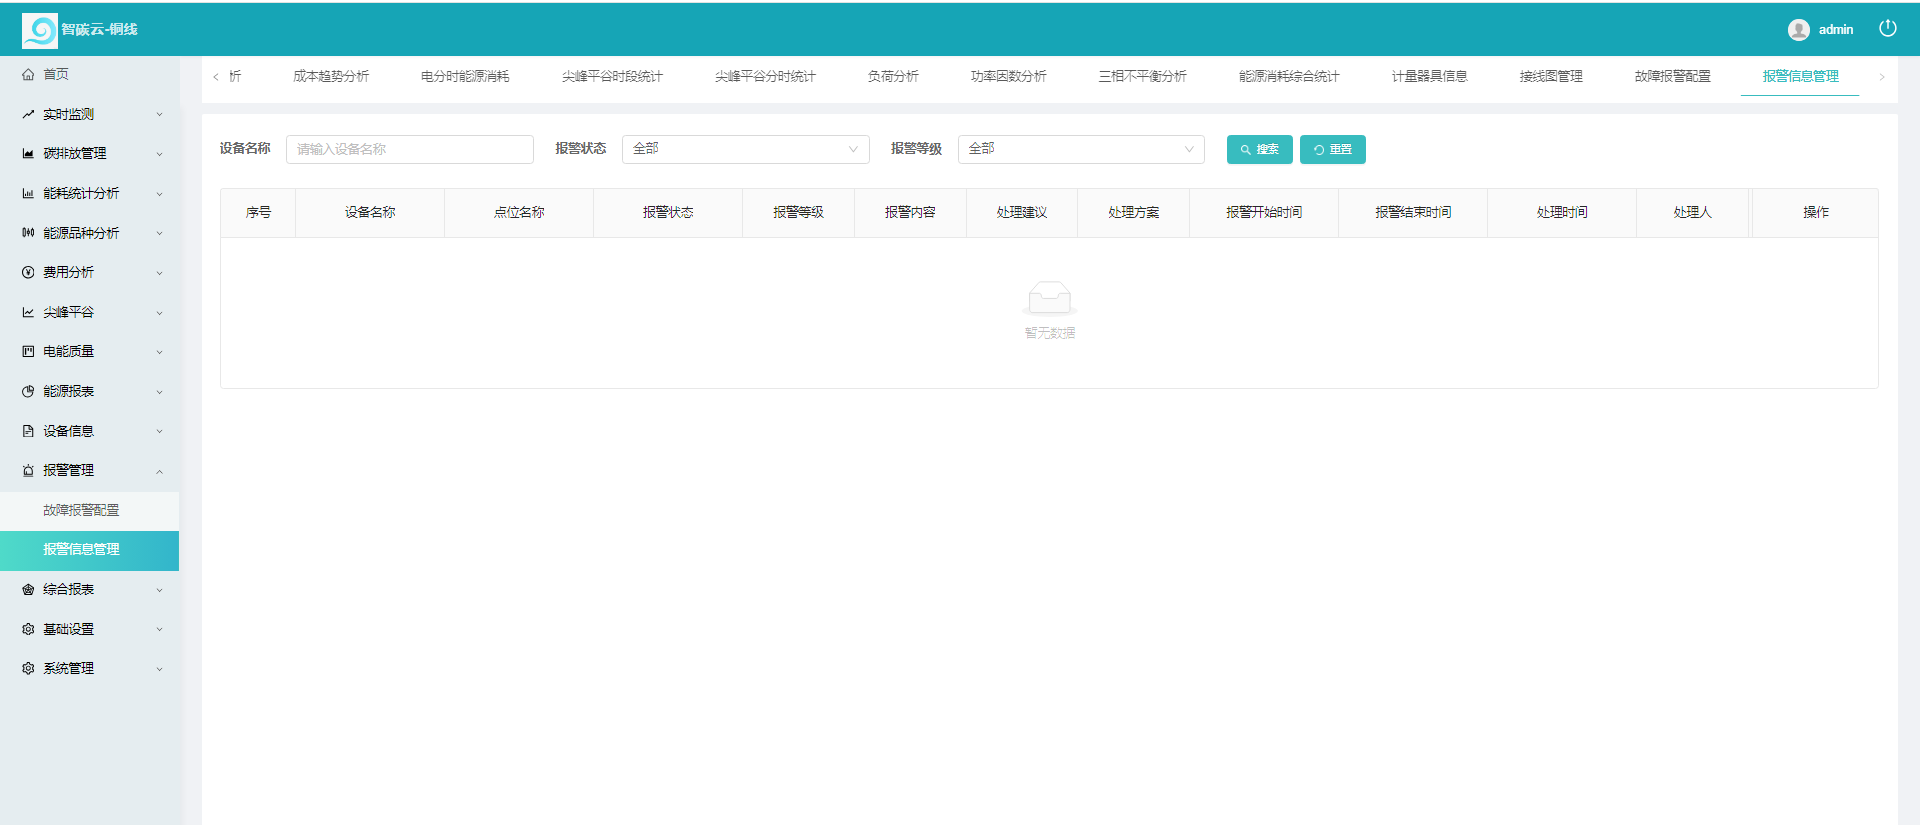 智碳云-铜线
admin
首页
实时监测
碳排放管理
能耗统计分析
能源品种分析
费用分析
尖峰平谷
电能质量
能源报表
设备信息
报警管理
故障报警配置
报警信息管理
综合报表
基础设置
系统管理
析 成本趋势分析 电分时能源消耗 尖峰平谷时段统计 尖峰平谷分时统计 负荷分析 功率因数分析 三相不平衡分析 能源消耗综合统计 计量器具信息 接线图管理 故障报警配置 报警信息管理
设备名称 请输入设备名称 报警状态 全部 报警等级 全部 搜索 重置
序号 设备名称 点位名称 报警状态 报警等级 报警内容 处理建议 处理方案 报警开始时间 报警结束时间 处理时间 处理人 操作
暂无数据